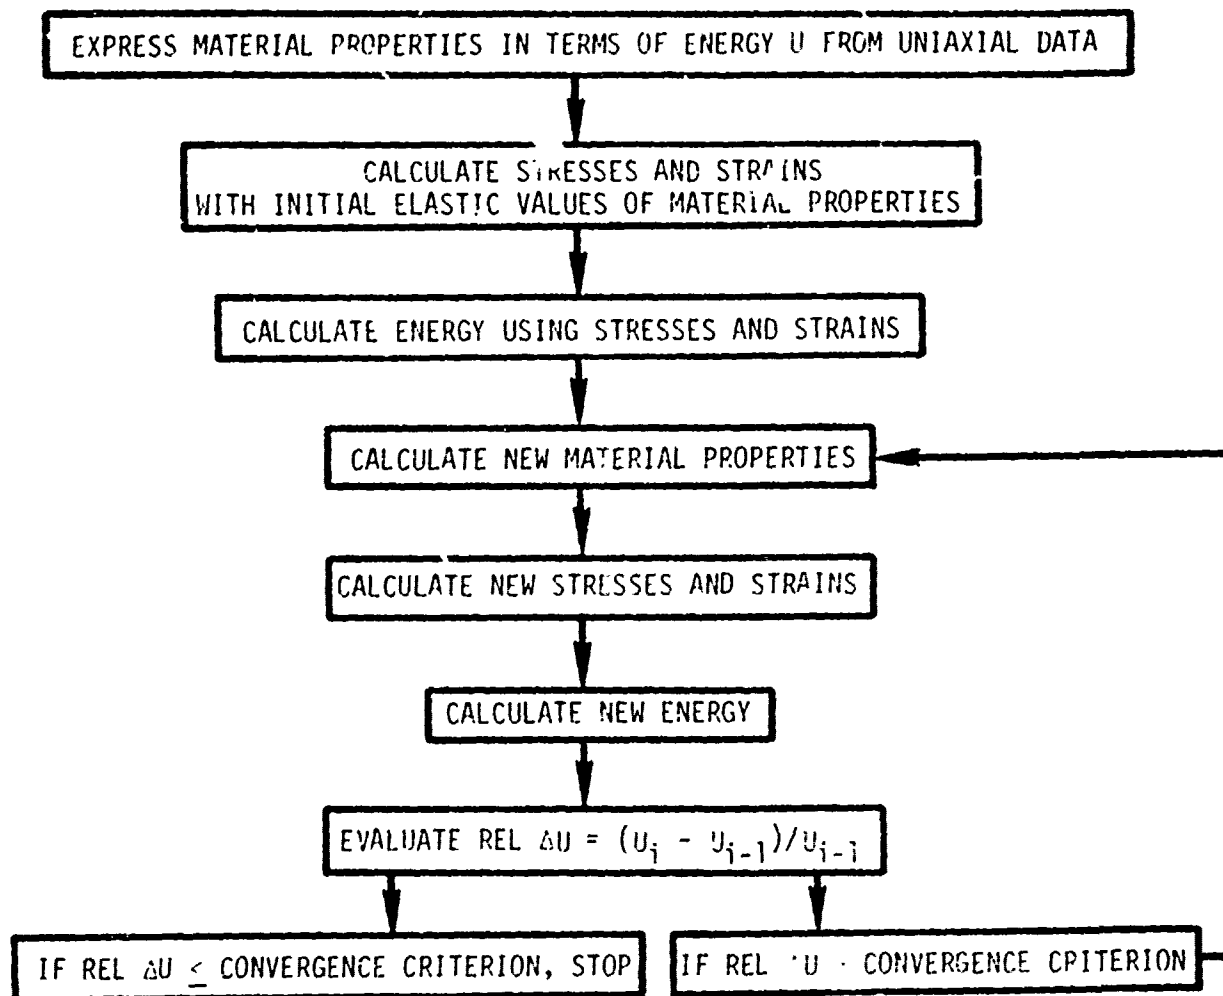 EXPRESS MATERIAL PROPERTIES IN TERMS OF ENERGY U FROM UNIAXIAL DATA
CALCULATE STRESSES AND STRAINS
WITH INITIAL ELASTIC VALUES OF MATERIAL PROPERTIES
CALCULATE ENERGY USING STRESSES AND STRAINS
CALCULATE NEW MATERIAL PROPERTIES
CALCULATE NEW STRESSES AND STRAINS
CALCULATE NEW ENERGY
EVALUATE REL ΔU = (U_i - U_{i-1})/U_{i-1}
IF REL ΔU ≤ CONVERGENCE CRITERION, STOP
IF REL U CONVERGENCE CRITERION